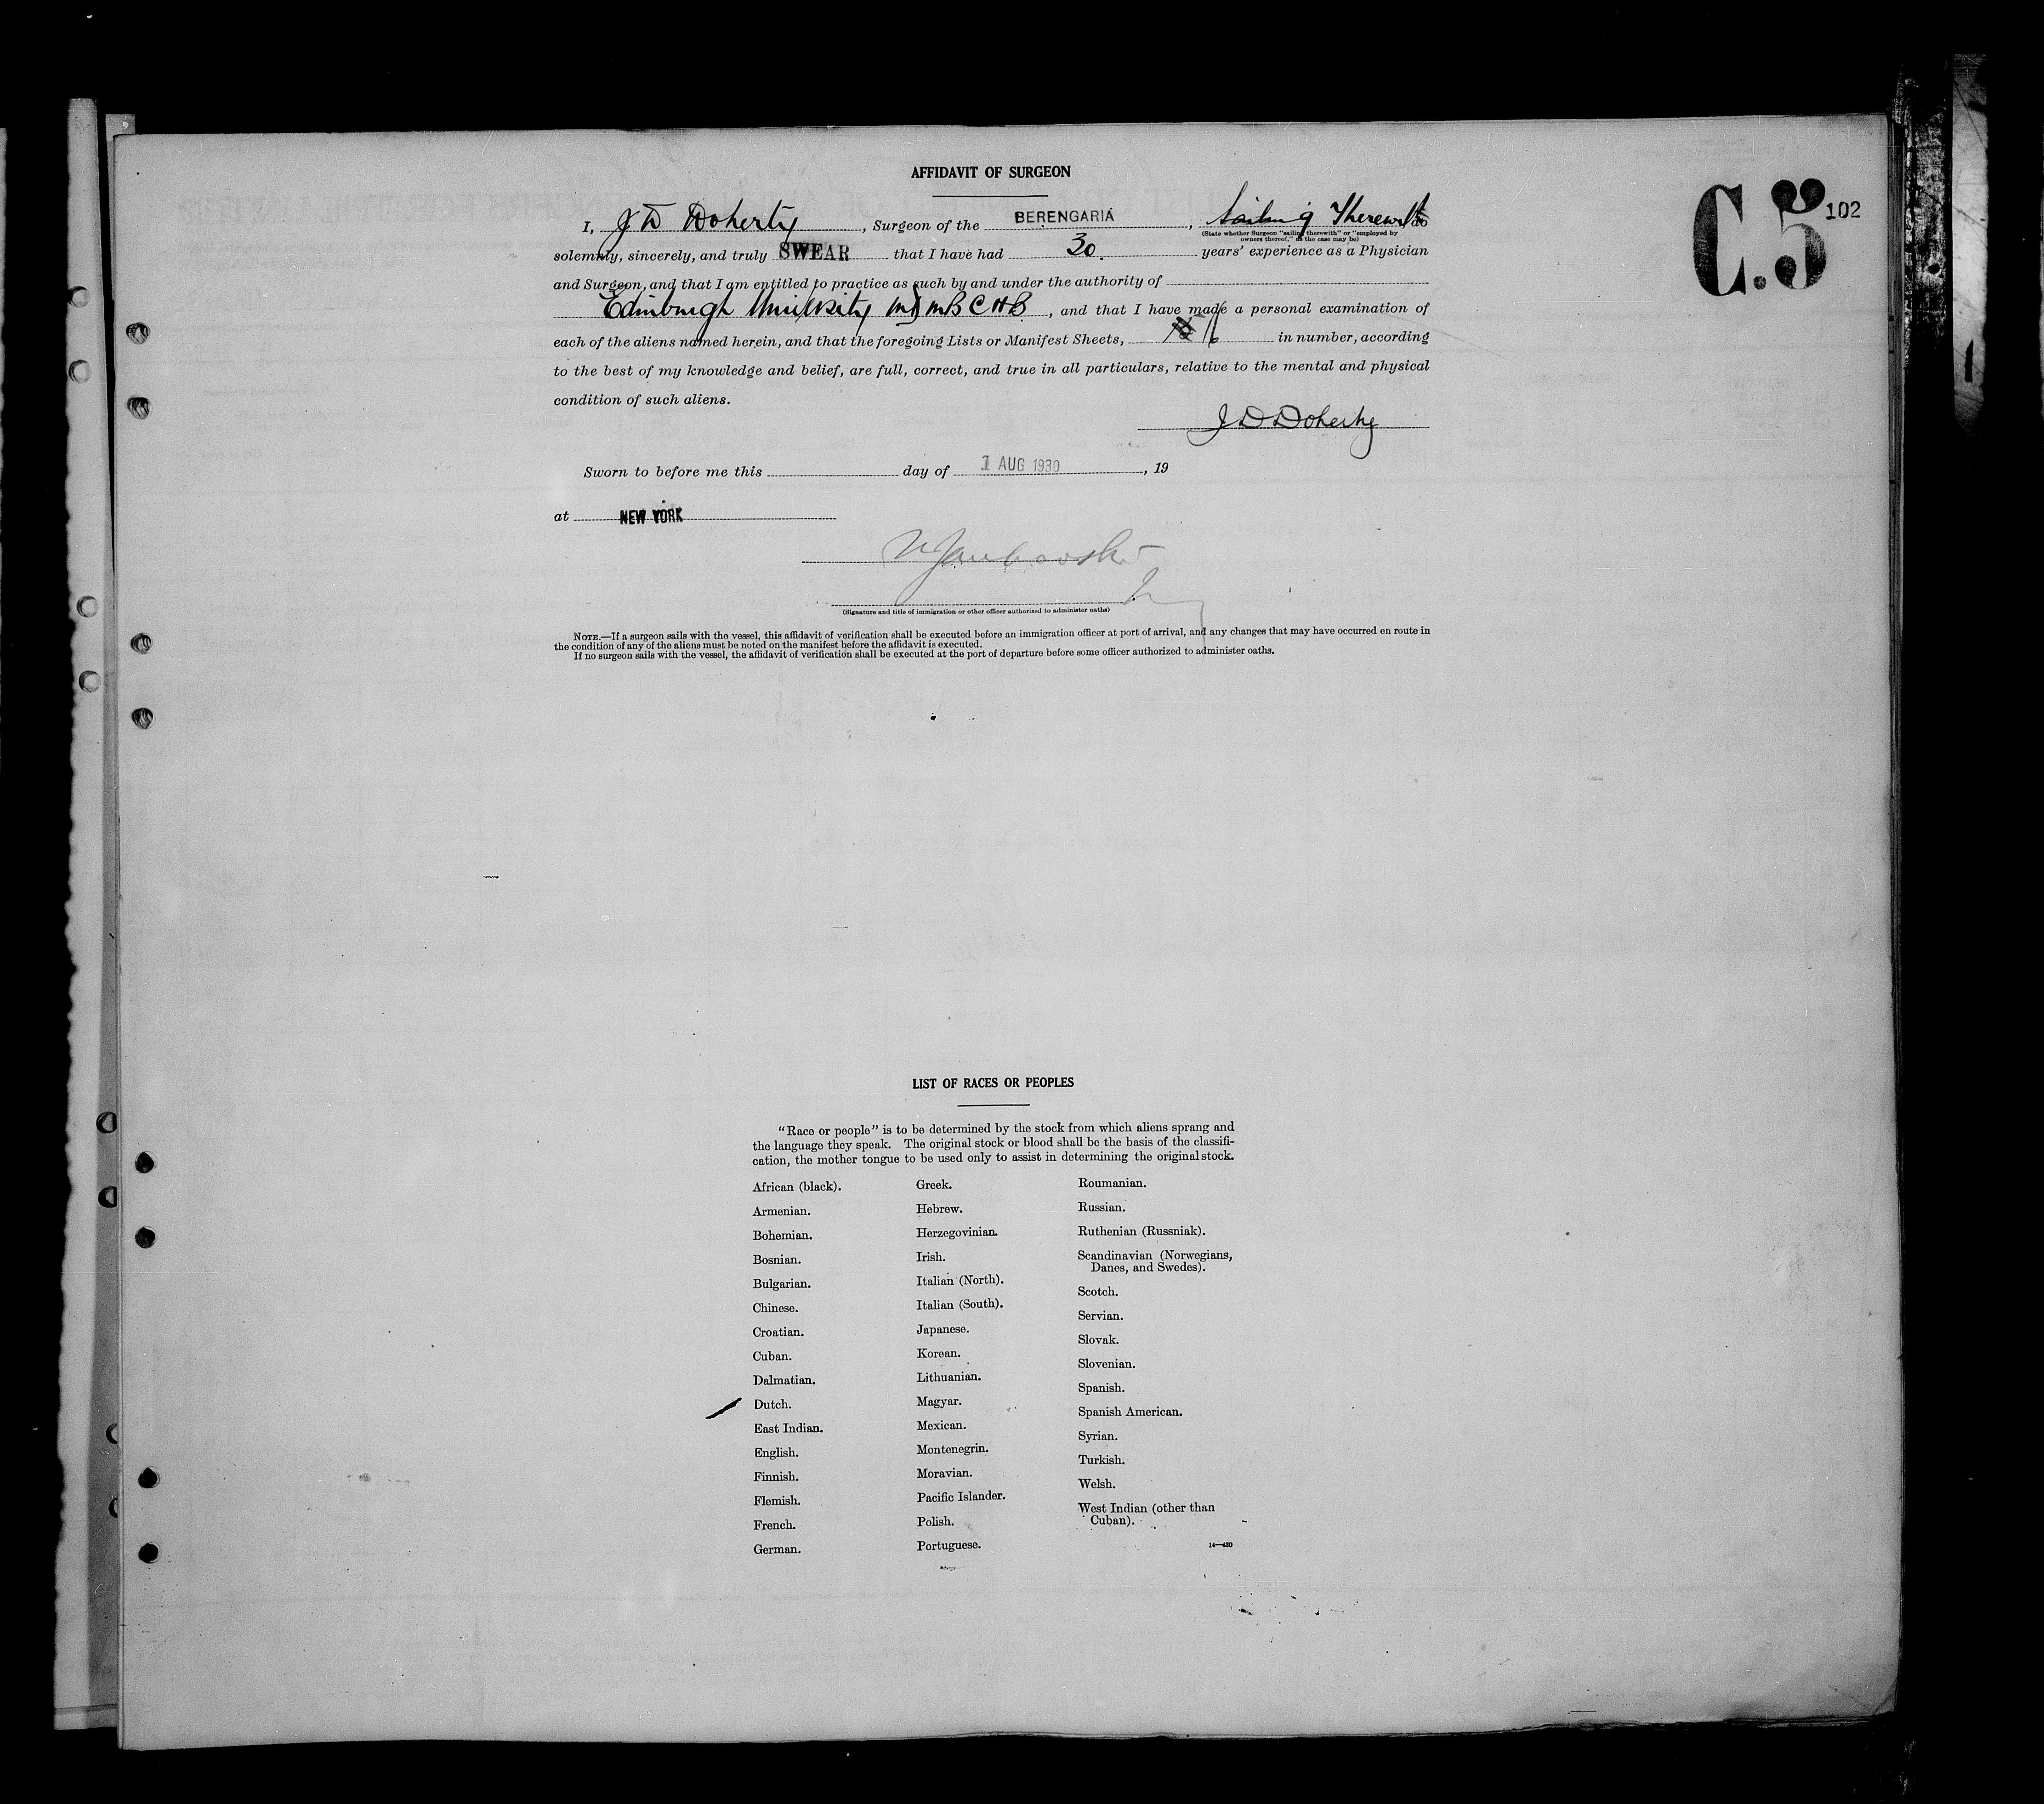 AFFIDAVIT OF SURGEON
C.5 102
I, J D Doherty, Surgeon of the BERENGARIA, Sailing Therewith do
(State whether Surgeon "sailing therewith" or "employed by
owners thereof," as the case may be)
solemnly, sincerely, and truly SWEAR that I have had 30. years' experience as a Physician
and Surgeon, and that I am entitled to practice as such by and under the authority of
Edinburgh University MD MB C H B, and that I have made a personal examination of
each of the aliens named herein, and that the foregoing Lists or Manifest Sheets, 16 in number, according
to the best of my knowledge and belief, are full, correct, and true in all particulars, relative to the mental and physical
condition of such aliens.
J D Doherty
Sworn to before me this day of 1 AUG 1930, 19
at NEW YORK
(Signature and title of immigration or other officer authorized to administer oaths)
NOTE.—If a surgeon sails with the vessel, this affidavit of verification shall be executed before an immigration officer at port of arrival, and any changes that may have occurred en route in
the condition of any of the aliens must be noted on the manifest before the affidavit is executed.
If no surgeon sails with the vessel, the affidavit of verification shall be executed at the port of departure before some officer authorized to administer oaths.
LIST OF RACES OR PEOPLES
"Race or people" is to be determined by the stock from which aliens sprang and
the language they speak. The original stock or blood shall be the basis of the classifi-
cation, the mother tongue to be used only to assist in determining the original stock.
African (black).
Armenian.
Bohemian.
Bosnian.
Bulgarian.
Chinese.
Croatian.
Cuban.
Dalmatian.
Dutch.
East Indian.
English.
Finnish.
Flemish.
French.
German.
Greek.
Hebrew.
Herzegovinian.
Irish.
Italian (North).
Italian (South).
Japanese.
Korean.
Lithuanian.
Magyar.
Mexican.
Montenegrin.
Moravian.
Pacific Islander.
Polish.
Portuguese.
Roumanian.
Russian.
Ruthenian (Russniak).
Scandinavian (Norwegians,
Danes, and Swedes).
Scotch.
Servian.
Slovak.
Slovenian.
Spanish.
Spanish American.
Syrian.
Turkish.
Welsh.
West Indian (other than
Cuban).
14—430